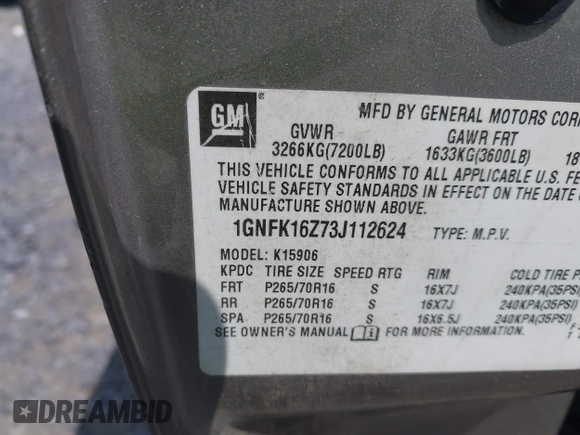 GM ®
MFD BY GENERAL MOTORS CORP
GVWR GAWR FRT
3266KG(7200LB) 1633KG(3600LB) 18
THIS VEHICLE CONFORMS TO ALL APPLICABLE U.S. FE
VEHICLE SAFETY STANDARDS IN EFFECT ON THE DATE O
MANUFACTURE SHOWN ABOVE.
1GNFK16Z73J112624 TYPE: M.P.V.
MODEL: K15906
KPDC TIRE SIZE SPEED RTG RIM COLD TIRE P
FRT P265/70R16 S 16X7J 240KPA(35PSI)
RR P265/70R16 S 16X7J 240KPA(35PSI)
SPA P265/70R16 S 16X6.5J 240KPA(35PSI)
SEE OWNER'S MANUAL FOR MORE INFORMATION.
DREAMBID